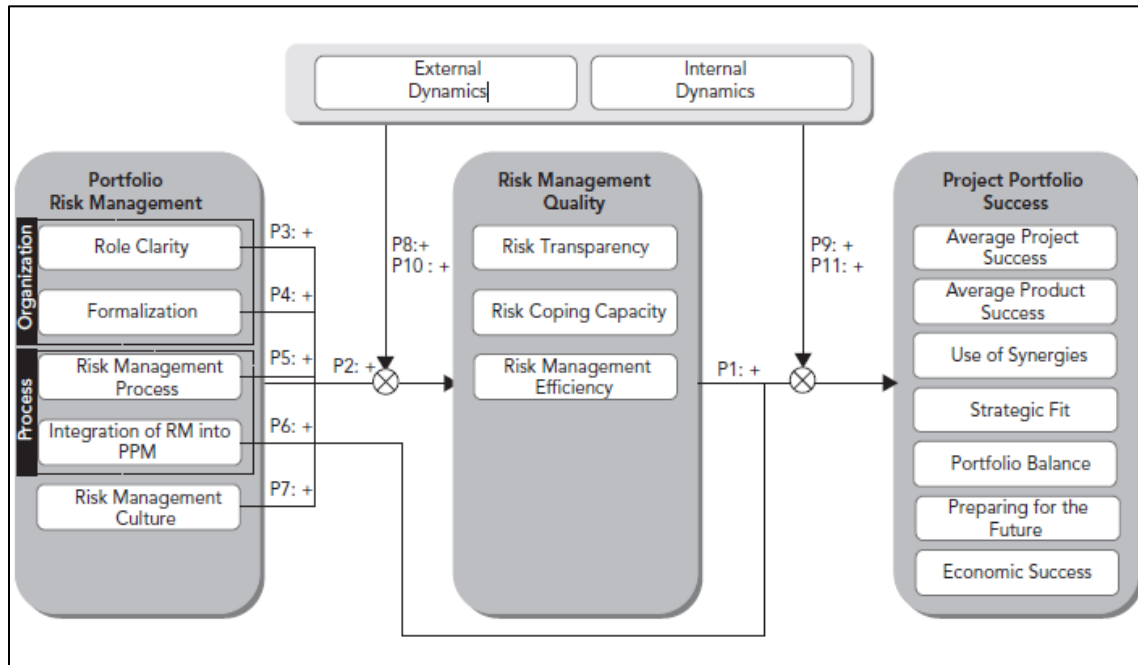 External
Dynamics
Internal
Dynamics
Portfolio
Risk Management
Organization
Role Clarity
Formalization
Process
Risk Management
Process
Integration of RM into
PPM
Risk Management
Culture
P3: +
P4: +
P5: +
P6: +
P7: +
P2: +
P8:+
P10 : +
Risk Management
Quality
Risk Transparency
Risk Coping Capacity
Risk Management
Efficiency
P1: +
P9: +
P11: +
Project Portfolio
Success
Average Project
Success
Average Product
Success
Use of Synergies
Strategic Fit
Portfolio Balance
Preparing for the
Future
Economic Success